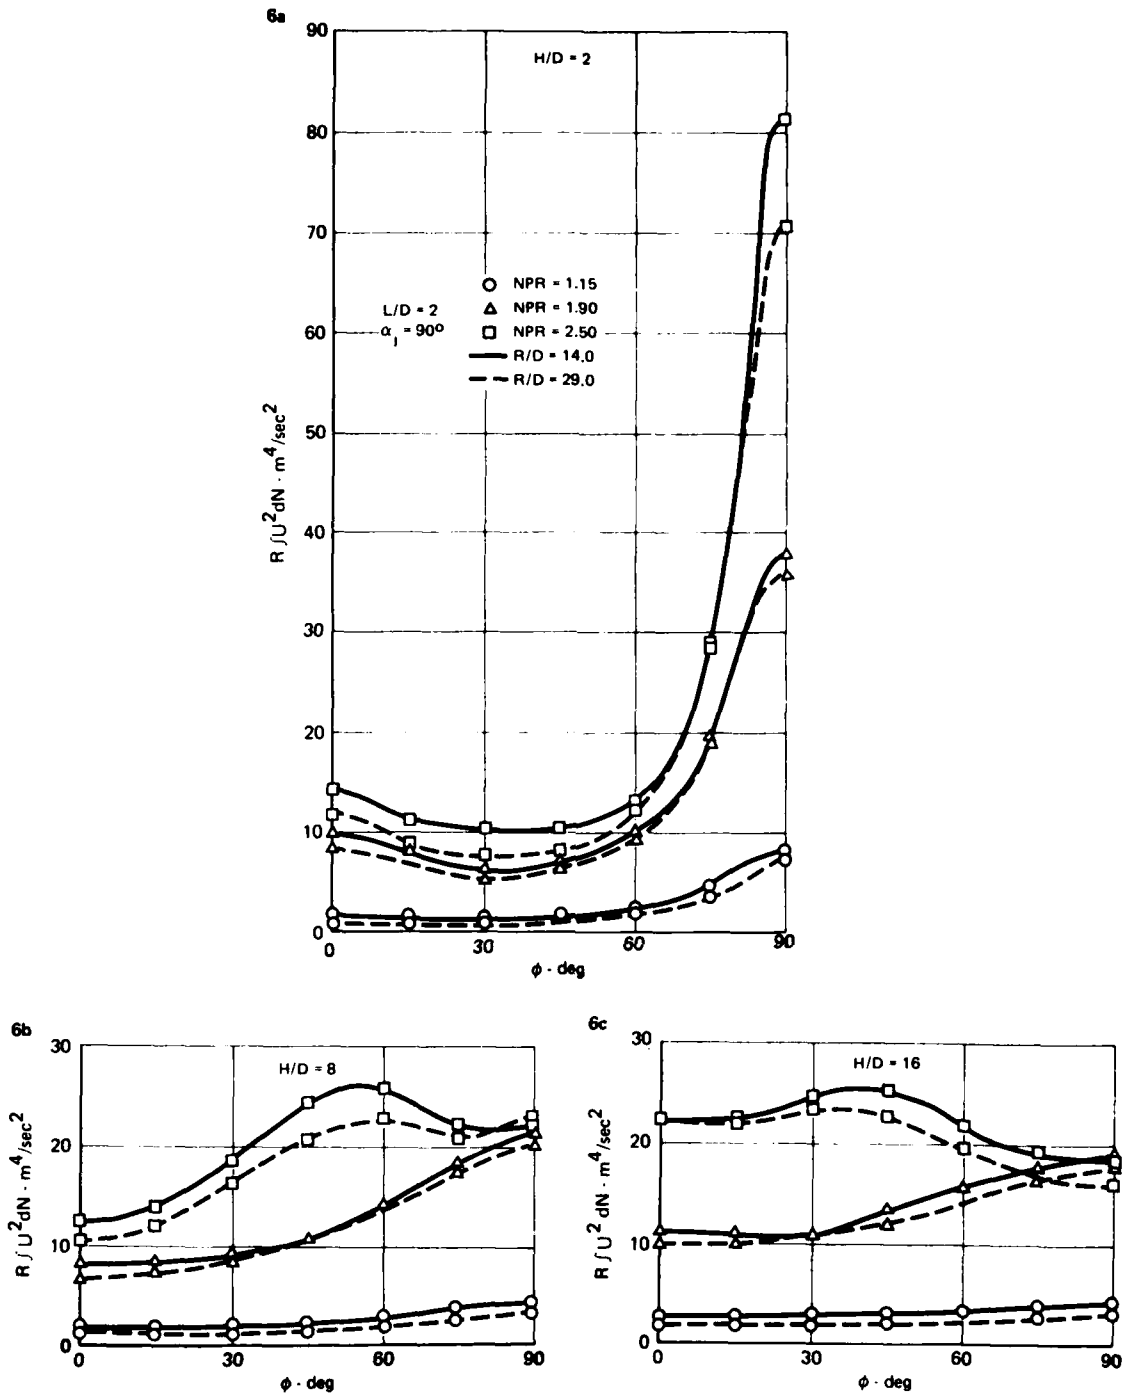 6a
90
H/D = 2
80
70
NPR = 1.15
L/D = 2
NPR = 1.90
αj = 90°
NPR = 2.50
60
R/D = 14.0
R/D = 29.0
50
R ∫U²dN · m⁴/sec²
40
30
20
10
0
0 30 60 90
φ · deg
6b
30
H/D = 8
20
R ∫U²dN · m⁴/sec²
10
0
0 30 60 90
φ · deg
6c
30
H/D = 16
20
R ∫U² dN · m⁴/sec²
10
0
0 30 60 90
φ · deg